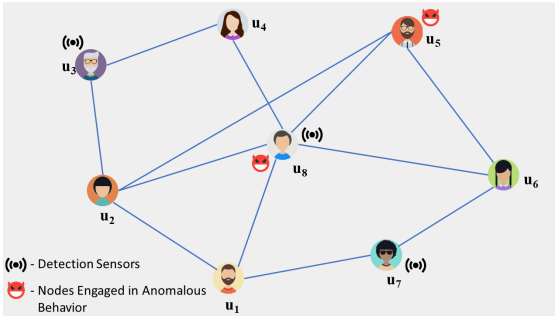 u4
u5
u3
u8
u6
u2
u7
u1
- Detection Sensors
- Nodes Engaged in Anomalous
Behavior